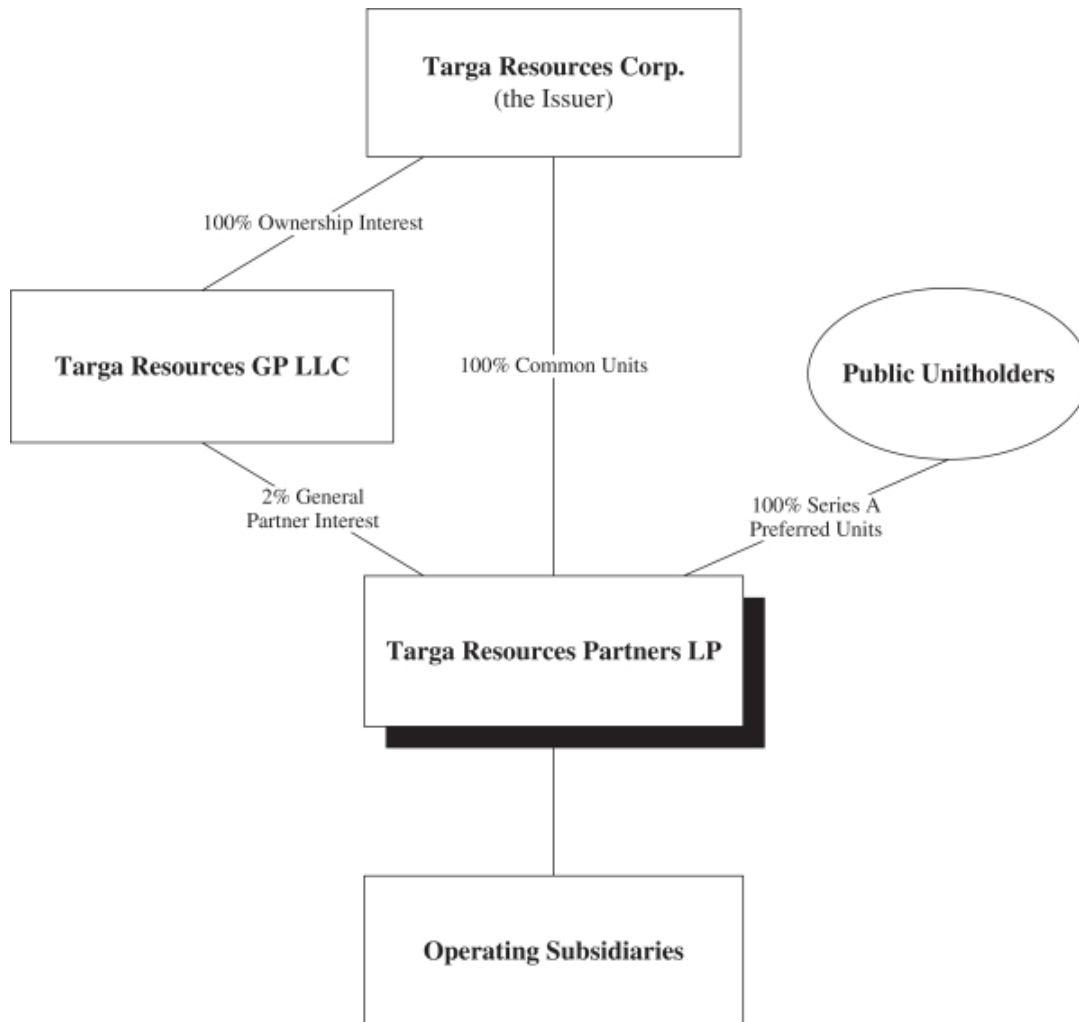 Targa Resources Corp.
(the Issuer)
100% Ownership Interest
Targa Resources GP LLC
100% Common Units
Public Unitholders
2% General
Partner Interest
100% Series A
Preferred Units
Targa Resources Partners LP
Operating Subsidiaries